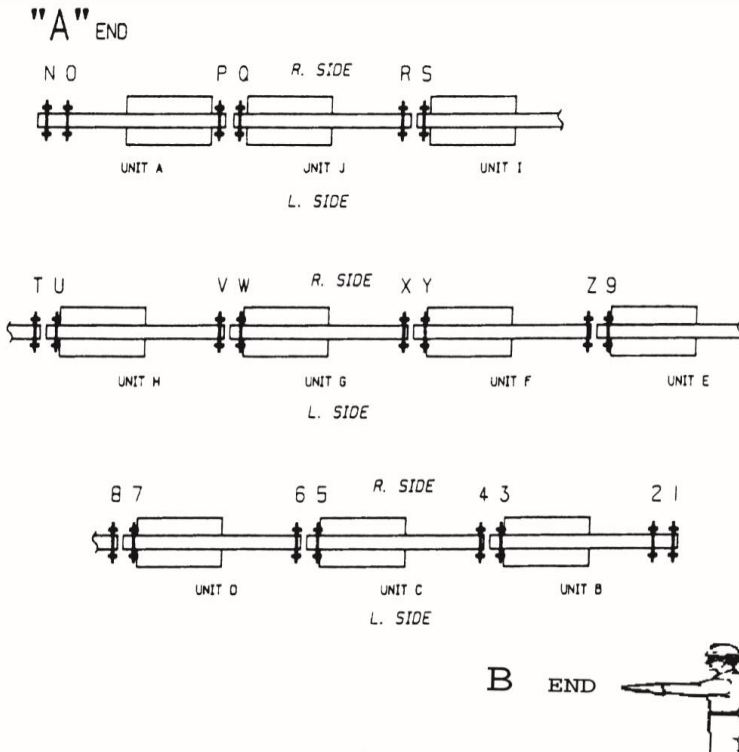 "A" END
N O P Q R. SIDE R S
UNIT A UNIT J UNIT I
L. SIDE
T U V W R. SIDE X Y Z 9
UNIT H UNIT G UNIT F UNIT E
L. SIDE
8 7 6 5 R. SIDE 4 3 2 1
UNIT D UNIT C UNIT B
L. SIDE
B END